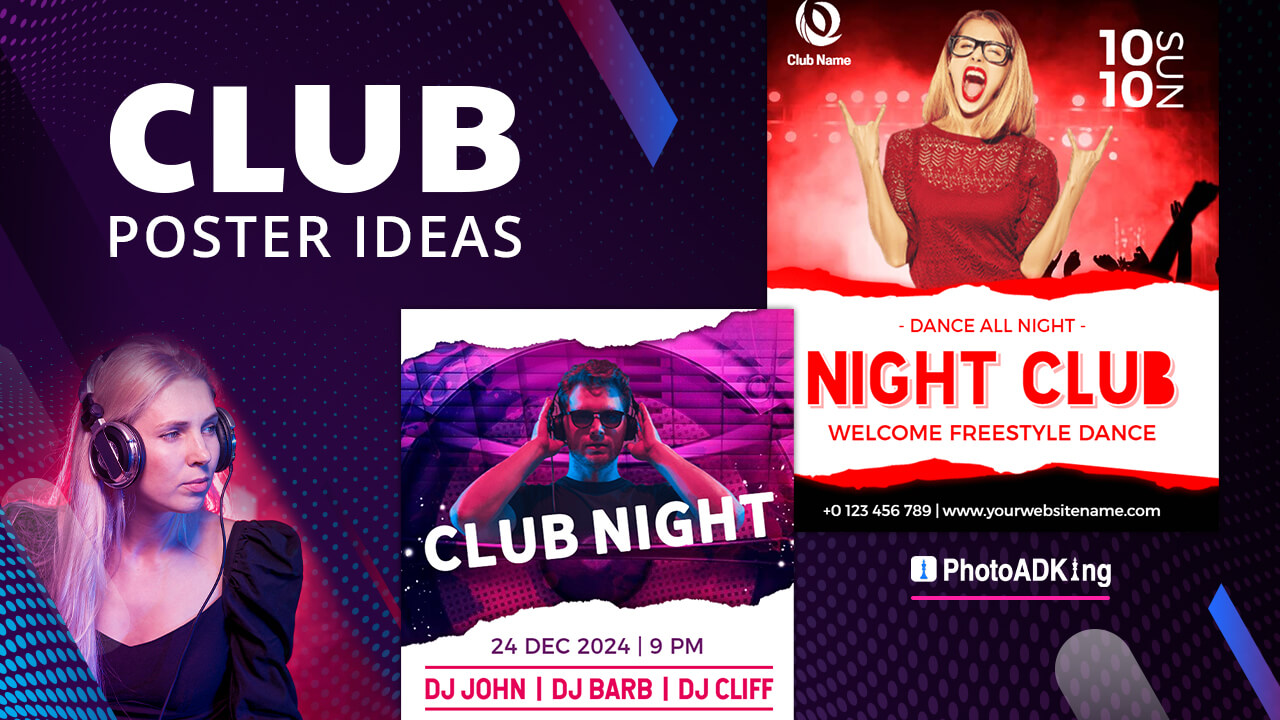 CLUB
POSTER IDEAS
Club Name
10
10
SUN
- DANCE ALL NIGHT -
NIGHT CLUB
WELCOME FREESTYLE DANCE
+0 123 456 789 | www.yourwebsitename.com
CLUB NIGHT
24 DEC 2024 | 9 PM
DJ JOHN | DJ BARB | DJ CLIFF
PhotoADKing